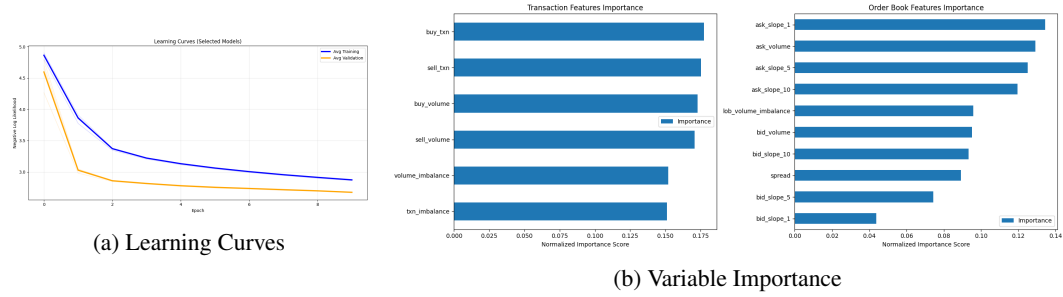 Learning Curves (Selected Models)
5.0
4.5
4.0
3.5
3.0
Negative Log Likelihood
Avg Training
Avg Validation
0
2
4
6
8
Epoch
(a) Learning Curves
Transaction Features Importance
buy_txn
sell_txn
buy_volume
sell_volume
volume_imbalance
txn_imbalance
Importance
0.000 0.025 0.050 0.075 0.100 0.125 0.150 0.175
Normalized Importance Score
Order Book Features Importance
ask_slope_1
ask_volume
ask_slope_5
ask_slope_10
lob_volume_imbalance
bid_volume
bid_slope_10
spread
bid_slope_5
bid_slope_1
Importance
0.00 0.02 0.04 0.06 0.08 0.10 0.12 0.14
Normalized Importance Score
(b) Variable Importance